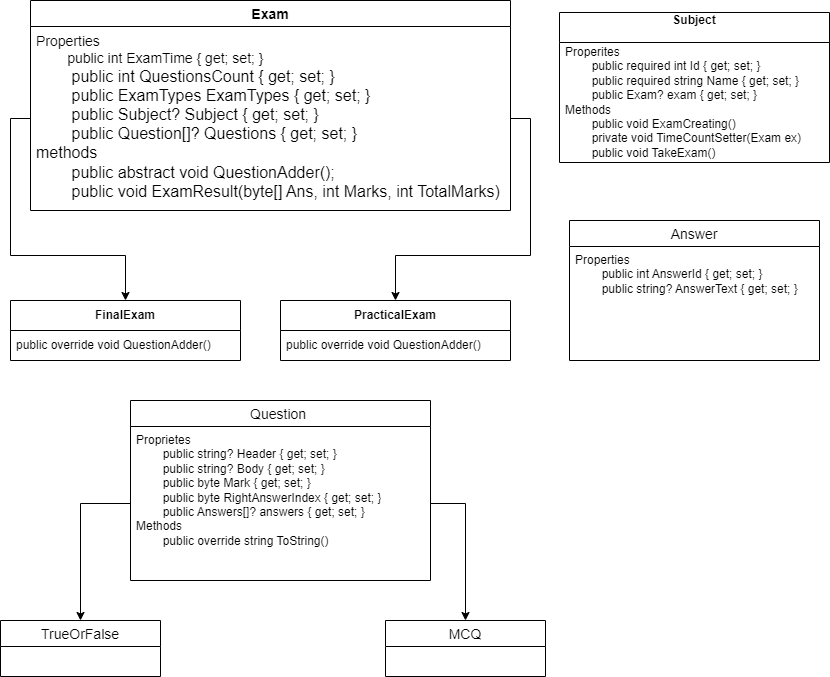 Exam
Properties
public int ExamTime { get; set; }
public int QuestionsCount { get; set; }
public ExamTypes ExamTypes { get; set; }
public Subject? Subject { get; set; }
public Question[]? Questions { get; set; }
methods
public abstract void QuestionAdder();
public void ExamResult(byte[] Ans, int Marks, int TotalMarks)
Subject
Properites
public required int Id { get; set; }
public required string Name { get; set; }
public Exam? exam { get; set; }
Methods
public void ExamCreating()
private void TimeCountSetter(Exam ex)
public void TakeExam()
Answer
Properties
public int AnswerId { get; set; }
public string? AnswerText { get; set; }
FinalExam
public override void QuestionAdder()
PracticalExam
public override void QuestionAdder()
Question
Proprietes
public string? Header { get; set; }
public string? Body { get; set; }
public byte Mark { get; set; }
public byte RightAnswerIndex { get; set; }
public Answers[]? answers { get; set; }
Methods
public override string ToString()
TrueOrFalse
MCQ